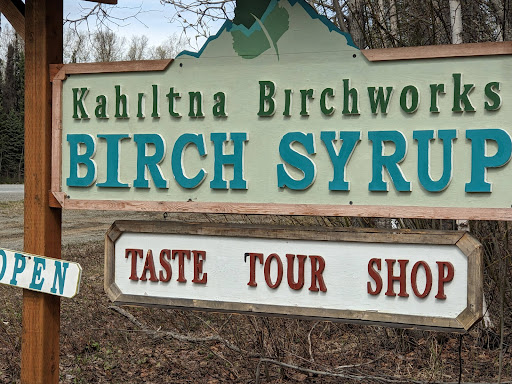 Kahiltna Birchworks
BIRCH SYRUP
OPEN
TASTE TOUR SHOP